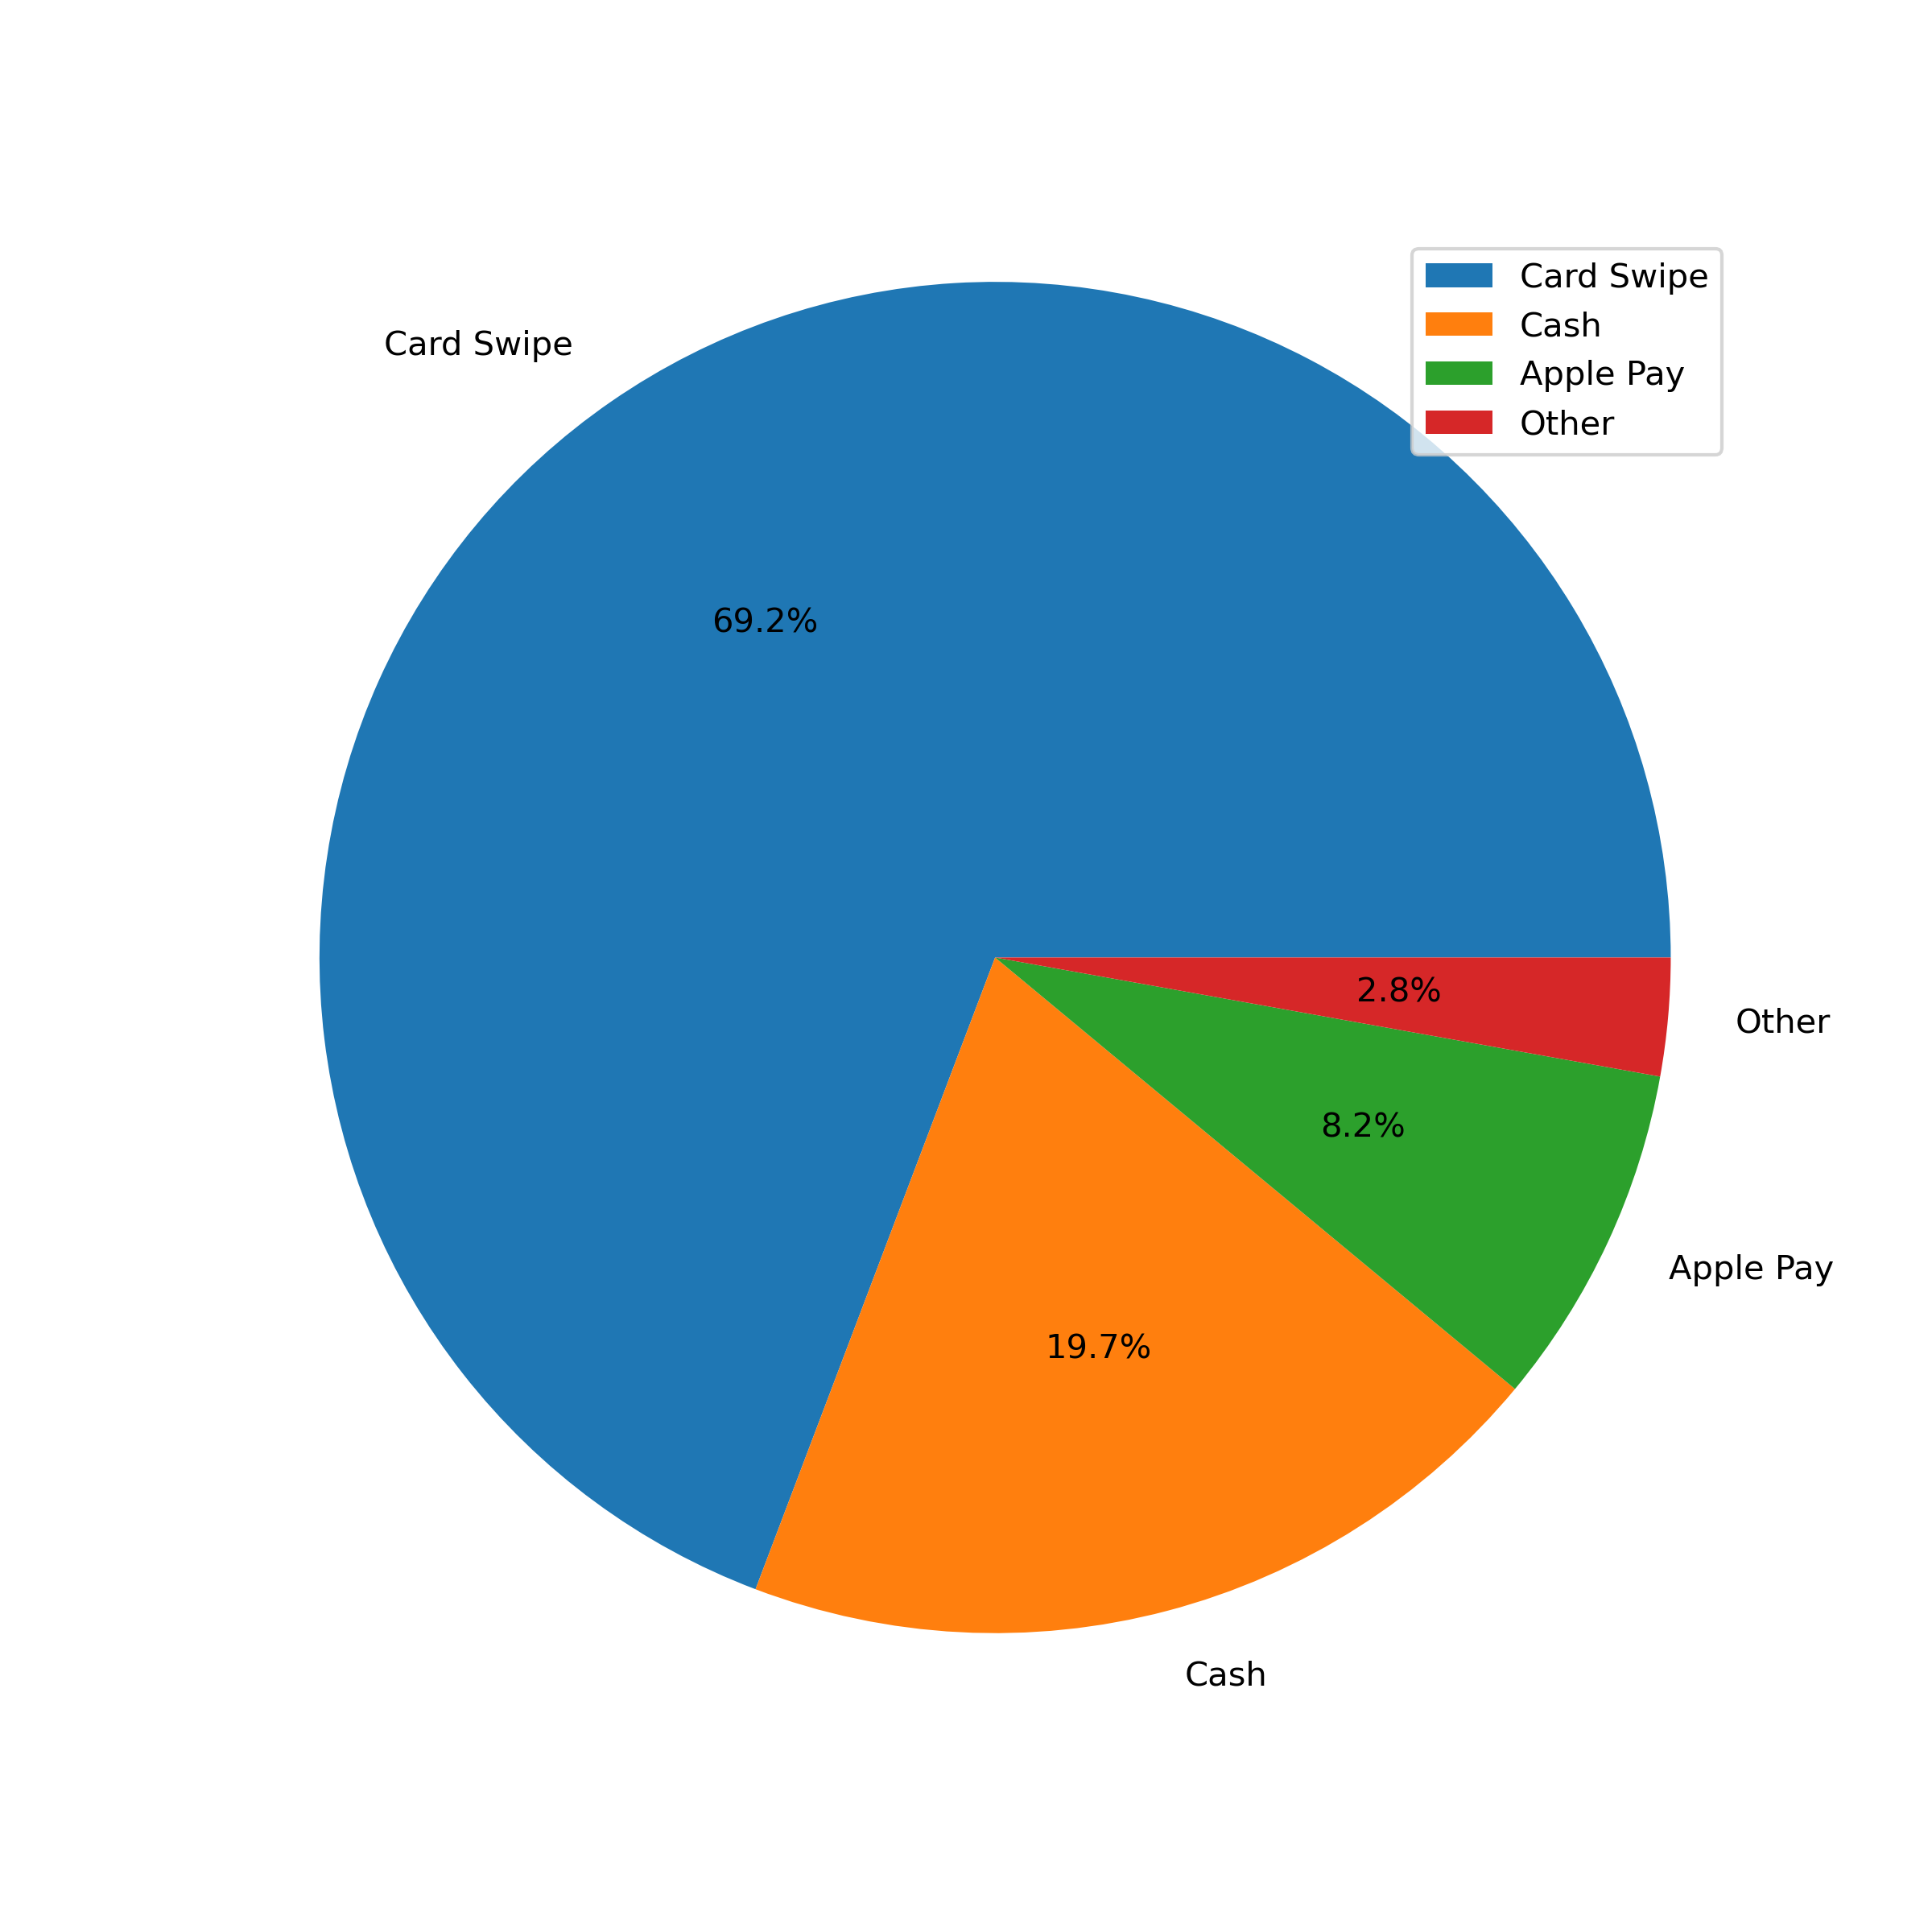 Card Swipe
Cash
Apple Pay
Other
Card Swipe
69.2%
2.8%
Other
8.2%
Apple Pay
19.7%
Cash